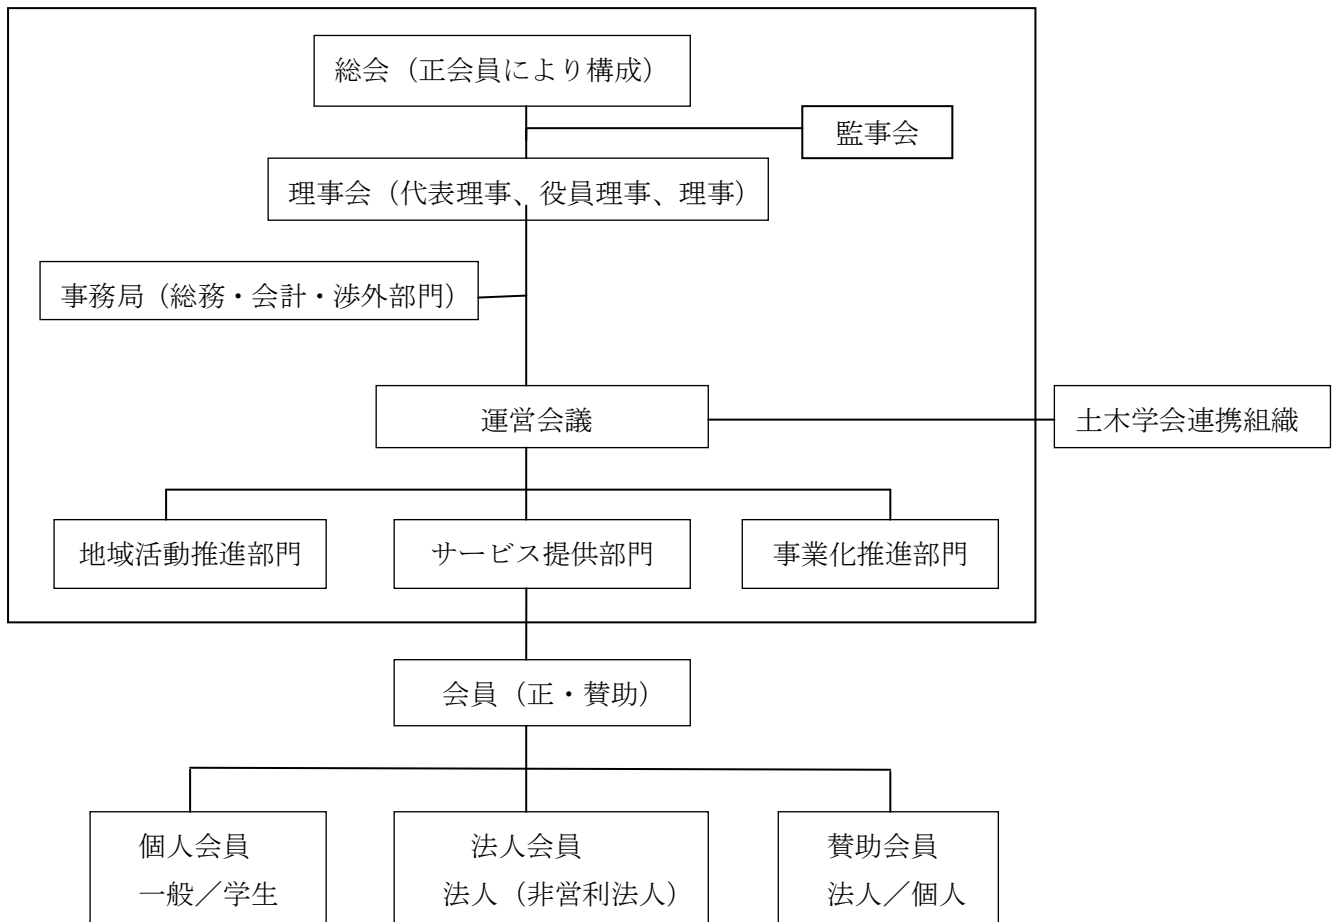 総会（正会員により構成）
監事会
理事会（代表理事、役員理事、理事）
事務局（総務・会計・渉外部門）
運営会議
土木学会連携組織
地域活動推進部門
サービス提供部門
事業化推進部門
会員（正・賛助）
個人会員
一般／学生
法人会員
法人（非営利法人）
賛助会員
法人／個人